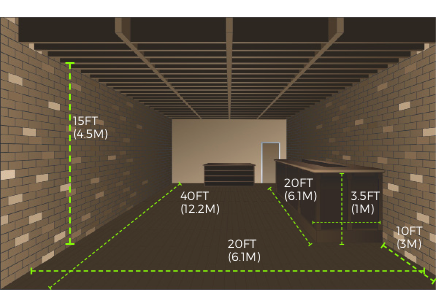 15FT
(4.5M)
40FT
(12.2M)
20FT
(6.1M)
3.5FT
(1M)
10FT
(3M)
20FT
(6.1M)